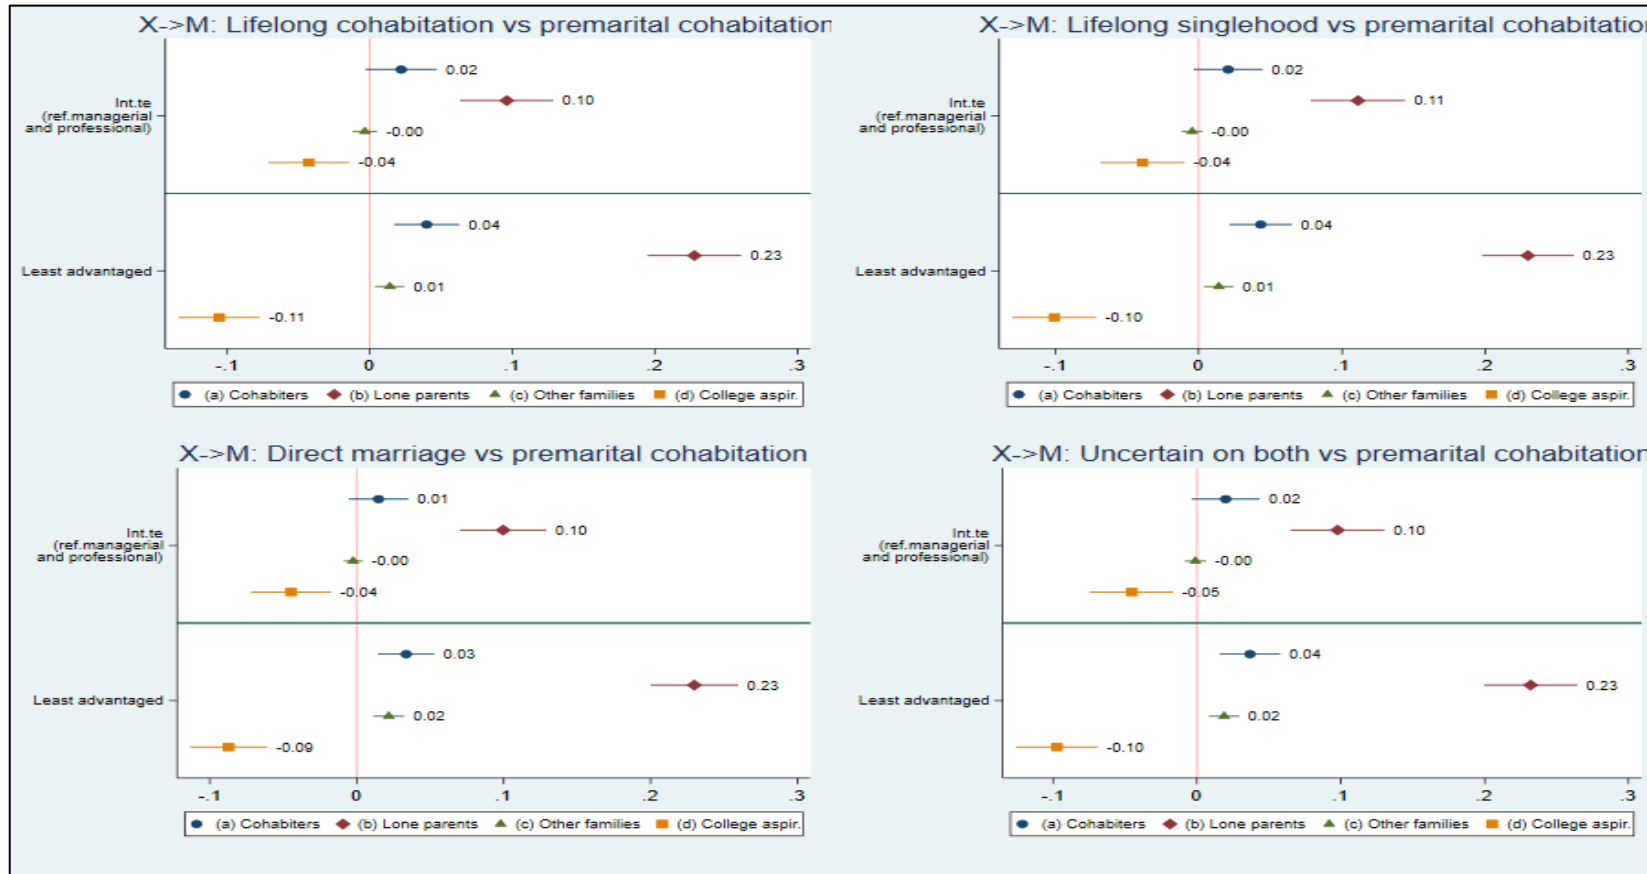 X->M: Lifelong cohabitation vs premarital cohabitation
Int.te
(ref.managerial
and professional)
0.02
0.10
-0.00
-0.04
Least advantaged
0.04
0.23
0.01
-0.11
-.1 0 .1 .2 .3
(a) Cohabiters (b) Lone parents (c) Other families (d) College aspir.
X->M: Lifelong singlehood vs premarital cohabitation
Int.te
(ref.managerial
and professional)
0.02
0.11
-0.00
-0.04
Least advantaged
0.04
0.23
0.01
-0.10
-.1 0 .1 .2 .3
(a) Cohabiters (b) Lone parents (c) Other families (d) College aspir.
X->M: Direct marriage vs premarital cohabitation
Int.te
(ref.managerial
and professional)
0.01
0.10
-0.00
-0.04
Least advantaged
0.03
0.23
0.02
-0.09
-.1 0 .1 .2 .3
(a) Cohabiters (b) Lone parents (c) Other families (d) College aspir.
X->M: Uncertain on both vs premarital cohabitation
Int.te
(ref.managerial
and professional)
0.02
0.10
-0.00
-0.05
Least advantaged
0.04
0.23
0.02
-0.10
-.1 0 .1 .2 .3
(a) Cohabiters (b) Lone parents (c) Other families (d) College aspir.